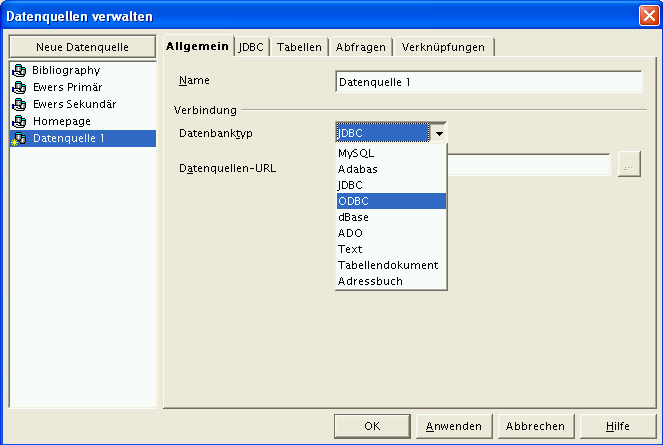 Datenquellen verwalten
Neue Datenquelle
Bibliography
Ewers Primär
Ewers Sekundär
Homepage
Datenquelle 1
Allgemein JDBC Tabellen Abfragen Verknüpfungen
Name Datenquelle 1
Verbindung
Datenbanktyp JDBC
MySQL
Adabas
Datenquellen-URL ...
JDBC
ODBC
dBase
ADO
Text
Tabellendokument
Adressbuch
OK Anwenden Abbrechen Hilfe